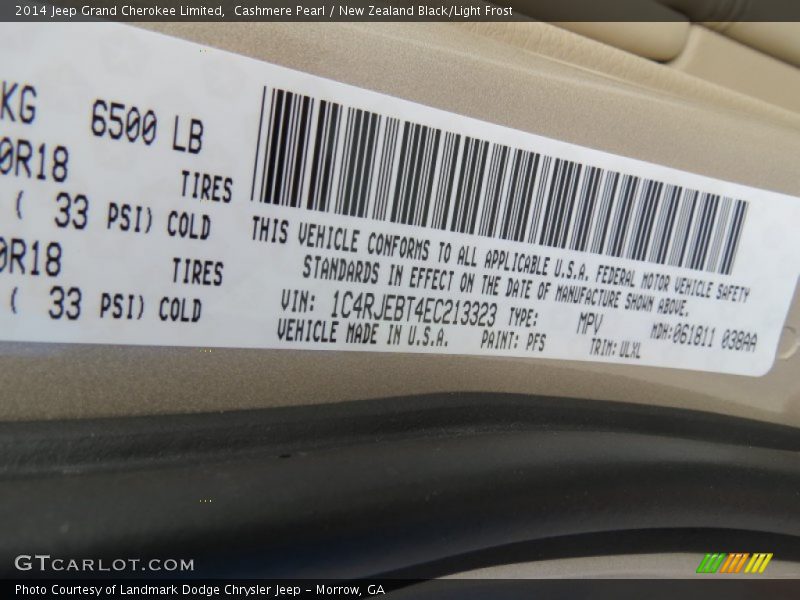 2014 Jeep Grand Cherokee Limited, Cashmere Pearl / New Zealand Black/Light Frost
KG 6500 LB
0R18 TIRES
( 33 PSI) COLD
0R18 TIRES
( 33 PSI) COLD
THIS VEHICLE CONFORMS TO ALL APPLICABLE U.S.A. FEDERAL MOTOR VEHICLE SAFETY
STANDARDS IN EFFECT ON THE DATE OF MANUFACTURE SHOWN ABOVE.
VIN: 1C4RJEBT4EC213323 TYPE: MPV MDH:061811 038AA
VEHICLE MADE IN U.S.A. PAINT: PFS TRIM: ULXL
GTCARLOT.COM
Photo Courtesy of Landmark Dodge Chrysler Jeep - Morrow, GA